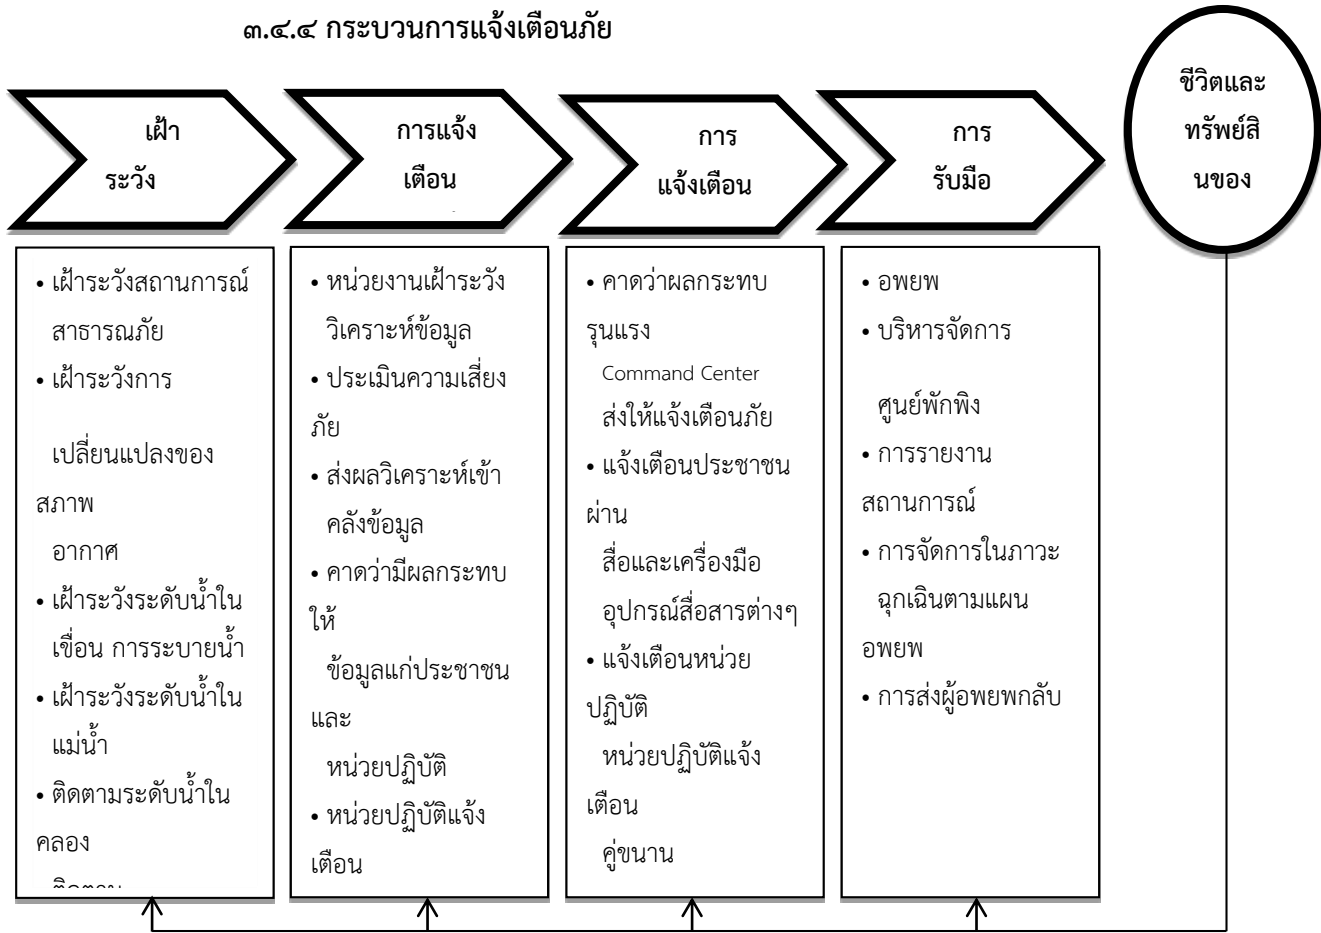 ๓.๔.๔ กระบวนการแจ้งเตือนภัย
เฝ้า
ระวัง
การแจ้ง
เตือน
การ
แจ้งเตือน
การ
รับมือ
ชีวิตและ
ทรัพย์สิ
นของ
• เฝ้าระวังสถานการณ์
สาธารณภัย
• เฝ้าระวังการ
เปลี่ยนแปลงของ
สภาพ
อากาศ
• เฝ้าระวังระดับน้ำใน
เขื่อน การระบายน้ำ
• เฝ้าระวังระดับน้ำใน
แม่น้ำ
• ติดตามระดับน้ำใน
คลอง
• หน่วยงานเฝ้าระวัง
วิเคราะห์ข้อมูล
• ประเมินความเสี่ยง
ภัย
• ส่งผลวิเคราะห์เข้า
คลังข้อมูล
• คาดว่ามีผลกระทบ
ให้
ข้อมูลแก่ประชาชน
และ
หน่วยปฏิบัติ
• หน่วยปฏิบัติแจ้ง
เตือน
• คาดว่าผลกระทบ
รุนแรง
Command Center
ส่งให้แจ้งเตือนภัย
• แจ้งเตือนประชาชน
ผ่าน
สื่อและเครื่องมือ
อุปกรณ์สื่อสารต่างๆ
• แจ้งเตือนหน่วย
ปฏิบัติ
หน่วยปฏิบัติแจ้ง
เตือน
คู่ขนาน
• อพยพ
• บริหารจัดการ
ศูนย์พักพิง
• การรายงาน
สถานการณ์
• การจัดการในภาวะ
ฉุกเฉินตามแผน
อพยพ
• การส่งผู้อพยพกลับ